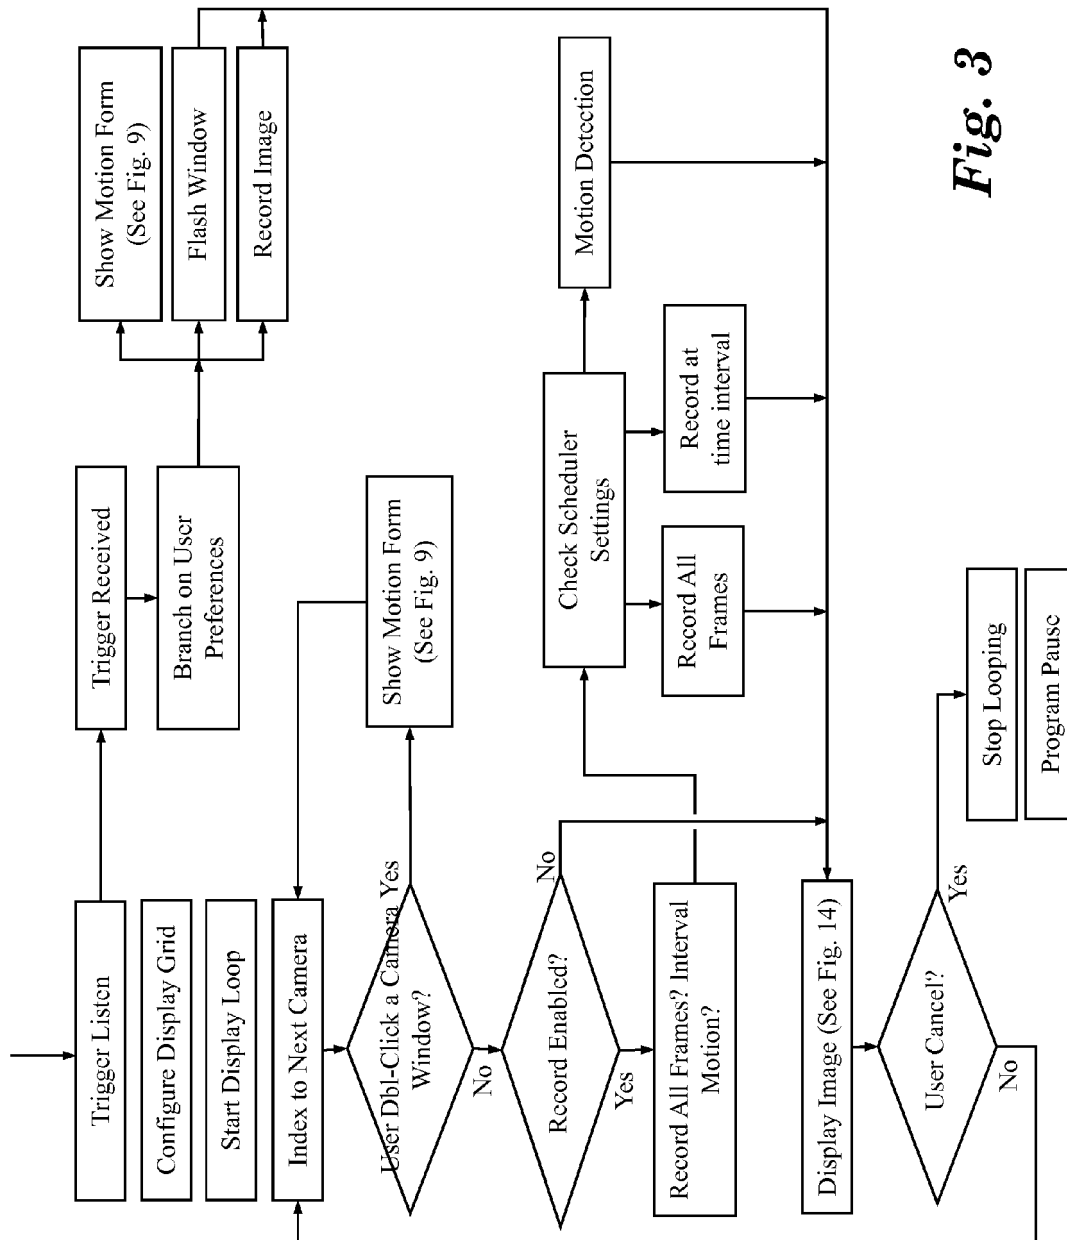 Trigger Listen
Configure Display Grid
Start Display Loop
Index to Next Camera
User Dbl-Click a Camera
Window?
Yes
No
Record Enabled?
No
Yes
Record All Frames? Interval
Motion?
Display Image (See Fig. 14)
User Cancel?
Yes
No
Trigger Received
Branch on User
Preferences
Show Motion Form
(See Fig. 9)
Flash Window
Record Image
Show Motion Form
(See Fig. 9)
Check Scheduler
Settings
Record All
Frames
Record at
time interval
Motion Detection
Stop Looping
Program Pause
Fig. 3